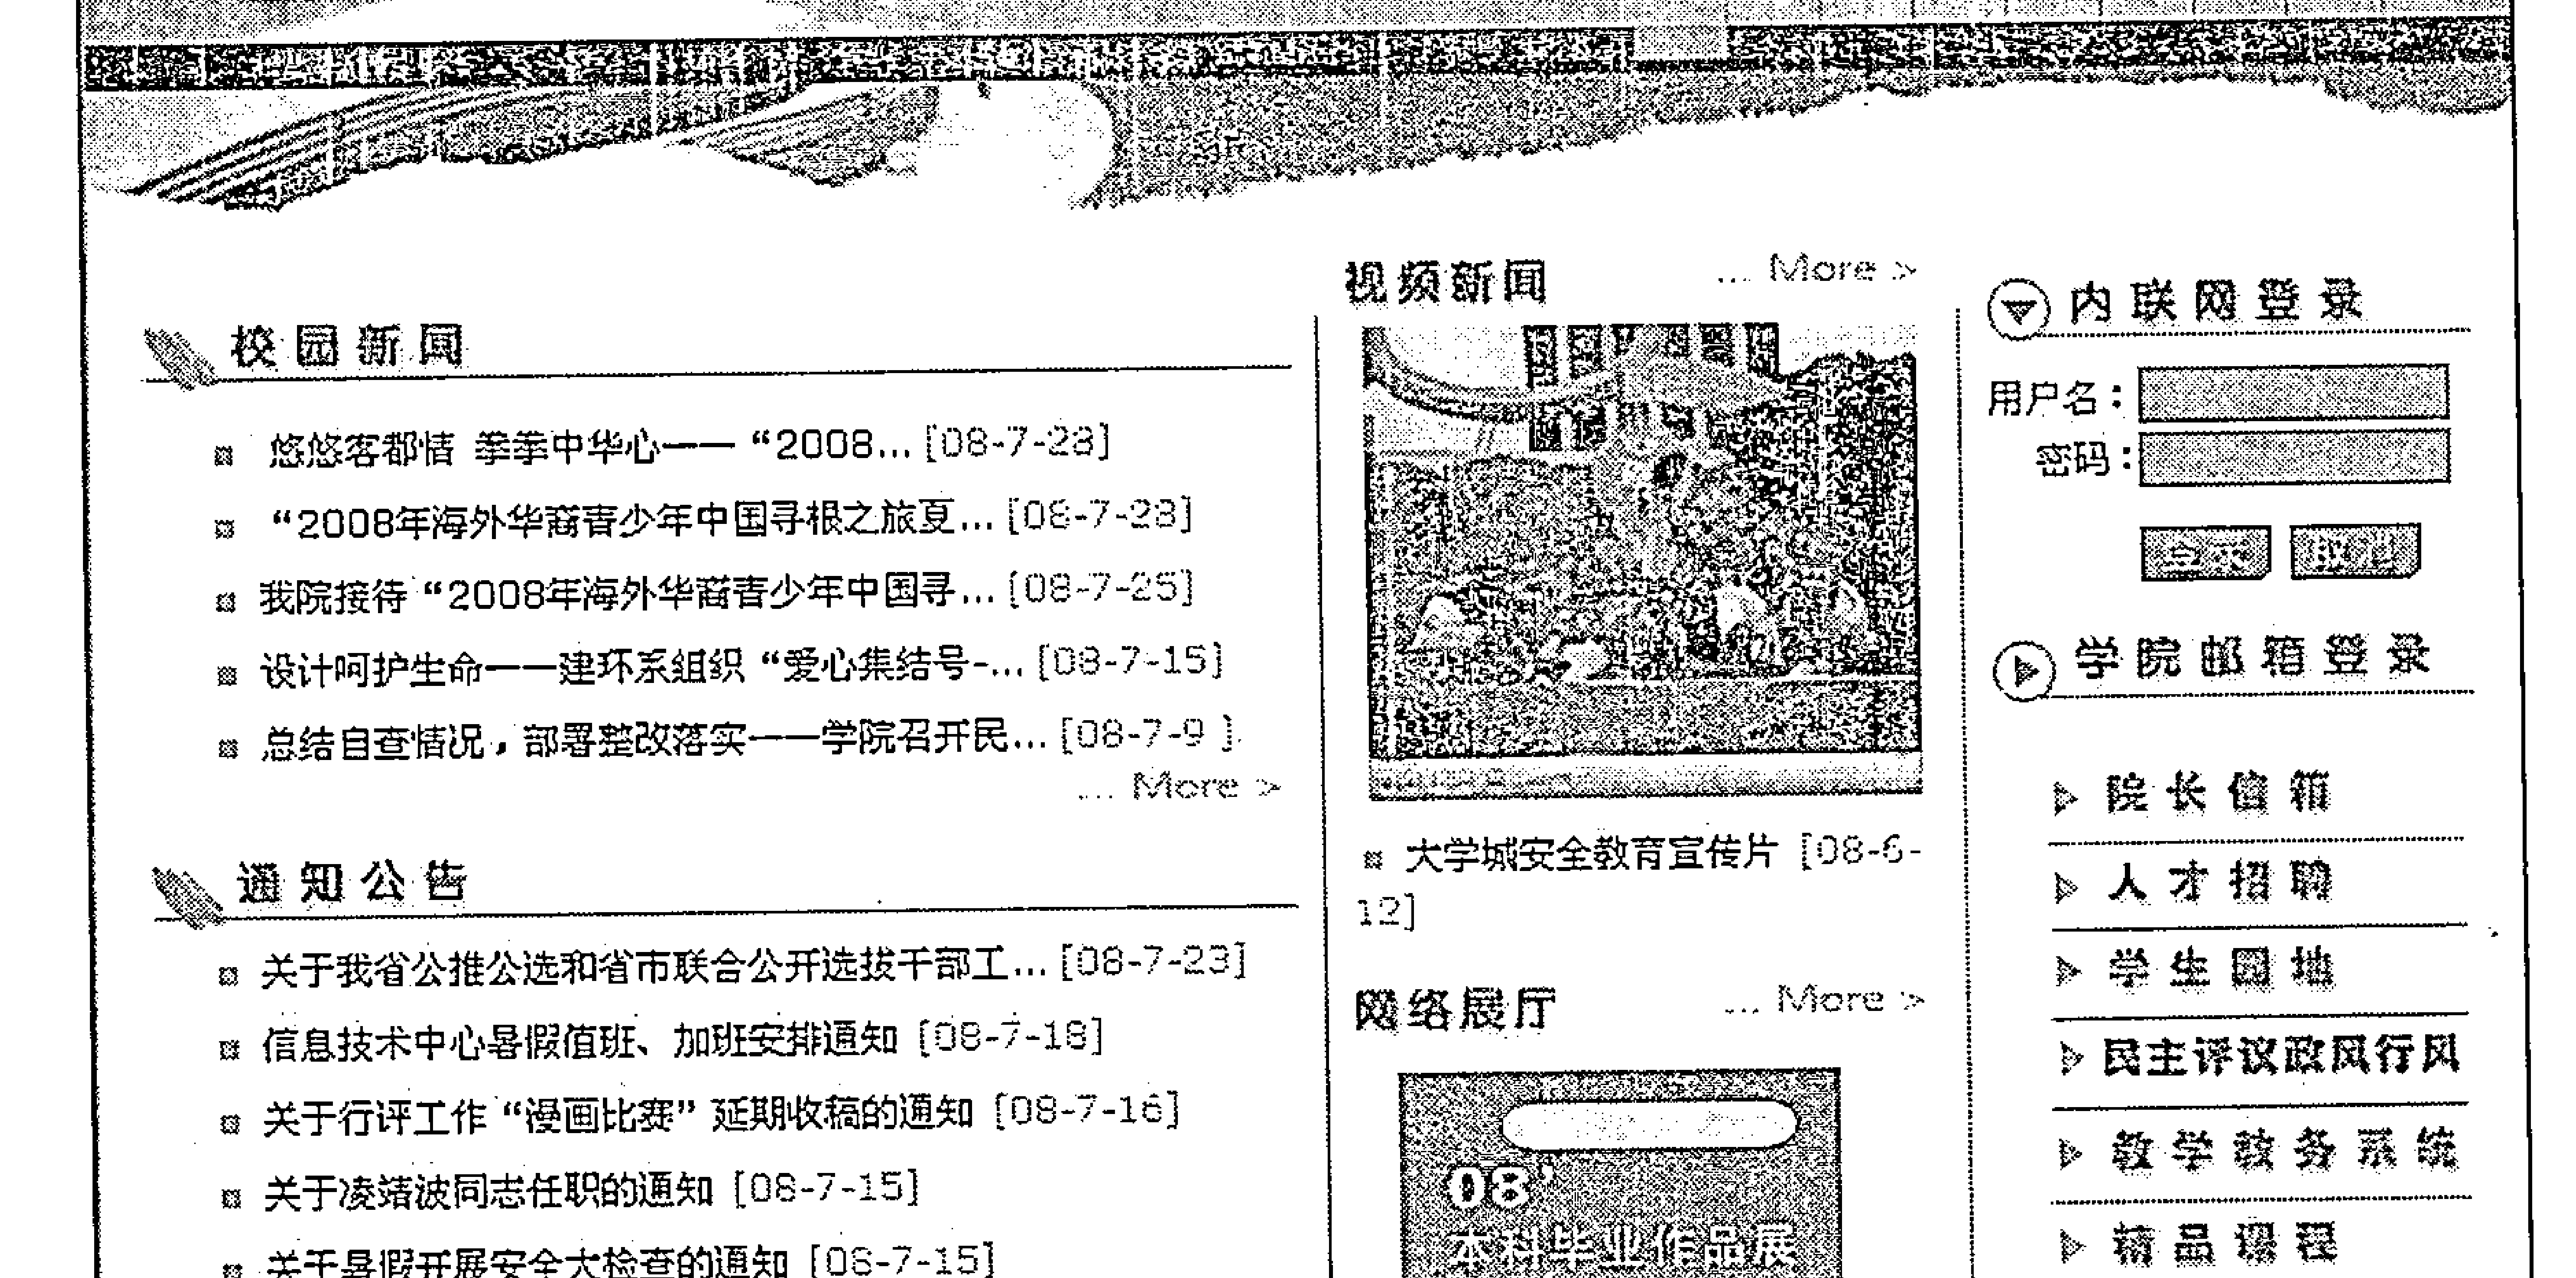 校园新闻
悠悠客都情 拳拳中华心—— “2008... [08-7-28]
“2008年海外华裔青少年中国寻根之旅夏... [08-7-28]
我院接待 “2008年海外华裔青少年中国寻... [08-7-25]
设计呵护生命——建环系组织 “爱心集结号-... [08-7-15]
总结自查情况，部署整改落实——学院召开民... [08-7-9 ]
... More >
通知公告
关于我省公推公选和省市联合公开选拔干部工... [08-7-23]
信息技术中心暑假值班、加班安排通知 [08-7-18]
关于行评工作 “漫画比赛” 延期收稿的通知 [08-7-16]
关于凌靖波同志任职的通知 [08-7-15]
关于暑假开展安全大检查的通知 [08-7-15]
视频新闻 ... More >
大学城安全教育宣传片 [08-6-
12]
网络展厅 ... More >
08'
本科毕业作品展
内联网登录
用户名：
密码：
登录 取消
学院邮箱登录
院长信箱
人才招聘
学生园地
民主评议政风行风
教学教务系统
精品课程